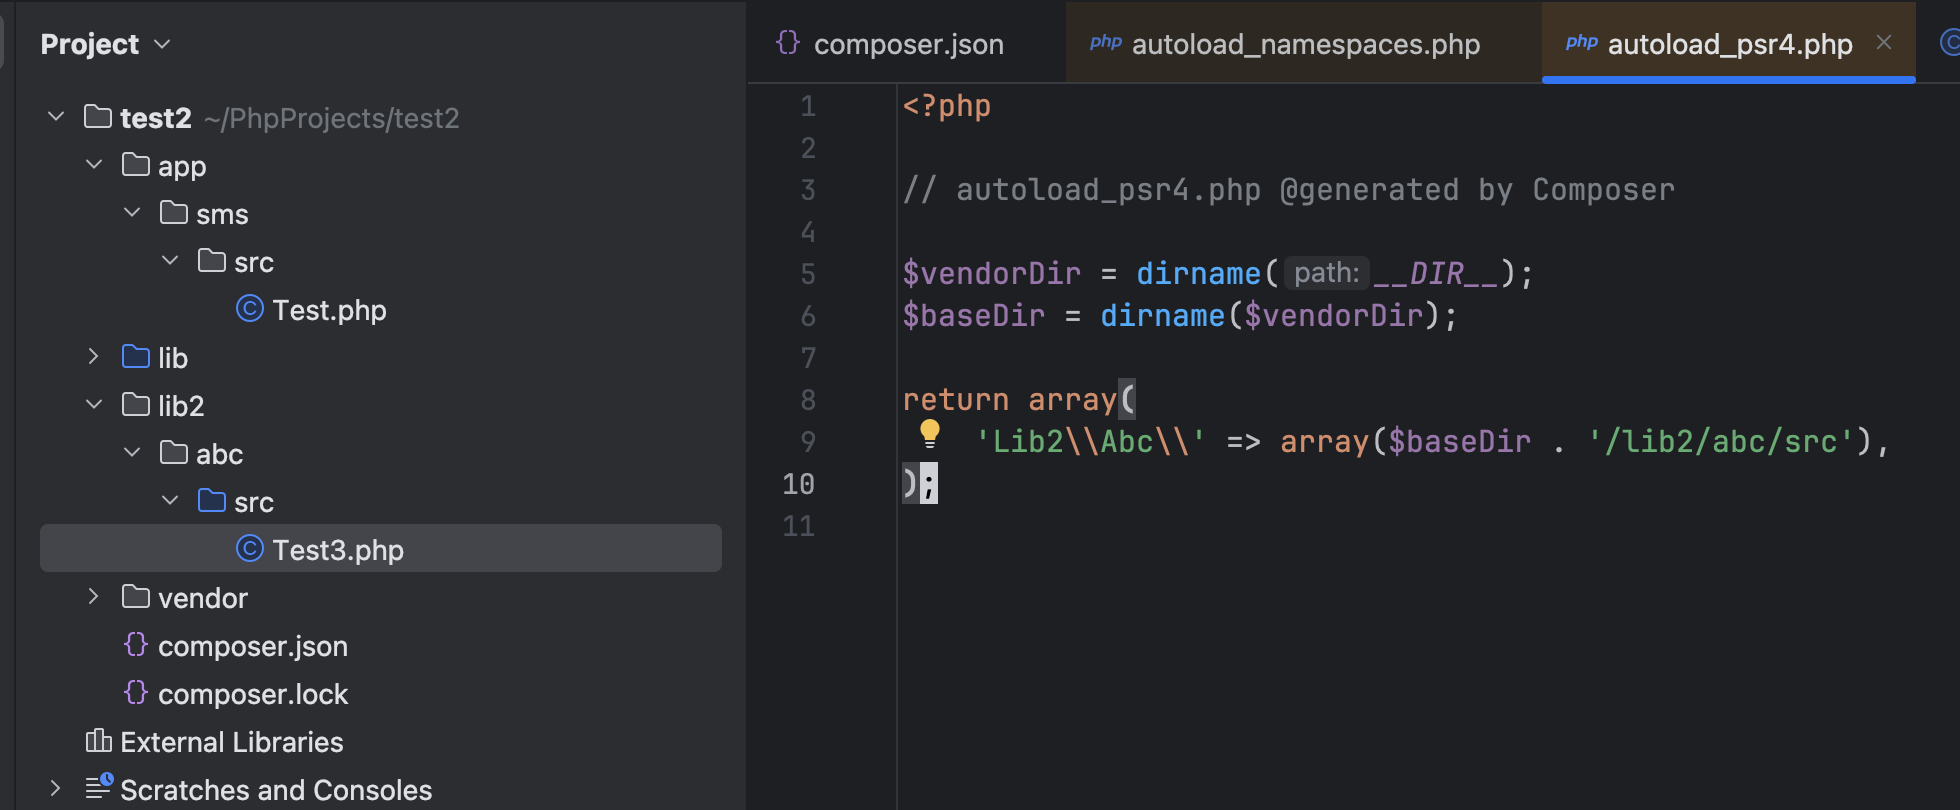 Project
test2 ~/PhpProjects/test2
app
sms
src
Test.php
lib
lib2
abc
src
Test3.php
vendor
composer.json
composer.lock
External Libraries
Scratches and Consoles
{} composer.json
php autoload_namespaces.php
php autoload_psr4.php
1 <?php
2
3 // autoload_psr4.php @generated by Composer
4
5 $vendorDir = dirname( path: __DIR__);
6 $baseDir = dirname($vendorDir);
7
8 return array(
9 'Lib2\\Abc\\' => array($baseDir . '/lib2/abc/src'),
10 );
11